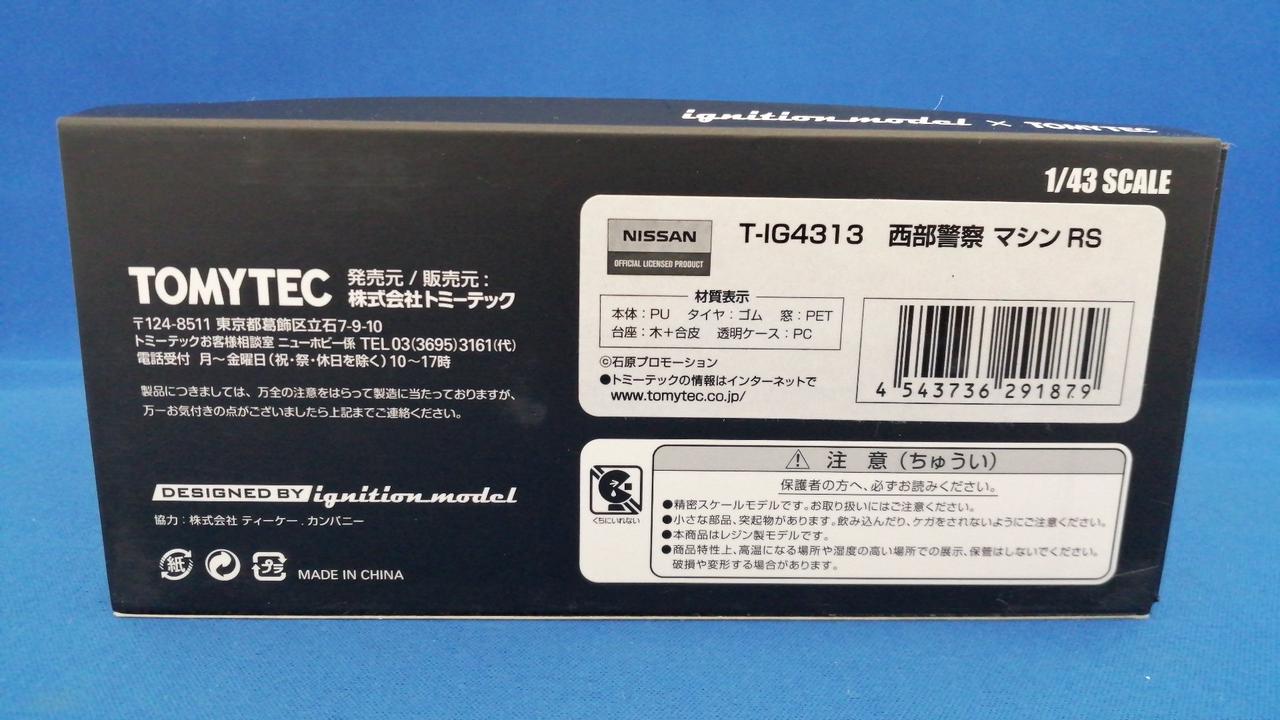 ignition model × TOMYTEC
1/43 SCALE
TOMYTEC
発売元 / 販売元：
株式会社トミーテック
〒124-8511 東京都葛飾区立石7-9-10
トミーテックお客様相談室 ニューホビー係 TEL 03(3695)3161(代)
電話受付 月～金曜日(祝・祭・休日を除く) 10～17時
製品につきましては、万全の注意をはらって製造に当たっておりますが、
万一お気付きの点がございましたら上記までご連絡ください。
DESIGNED BY ignition model
協力：株式会社 ティーケー．カンパニー
紙
プラ
MADE IN CHINA
NISSAN
OFFICIAL LICENSED PRODUCT
T-IG4313 西部警察 マシン RS
材質表示
本体：PU タイヤ：ゴム 窓：PET
台座：木＋合皮 透明ケース：PC
©石原プロモーション
●トミーテックの情報はインターネットで
www.tomytec.co.jp/
4 543736 291879
くちにいれない
注 意（ちゅうい）
保護者の方へ、必ずお読みください。
●精密スケールモデルです。お取り扱いにはご注意ください。
●小さな部品、突起物があります。飲み込んだり、ケガをされないようにご注意ください。
●本商品はレジン製モデルです。
●商品特性上、高温になる場所や湿度の高い場所での展示、保管はしないでください。
破損や変形する場合があります。